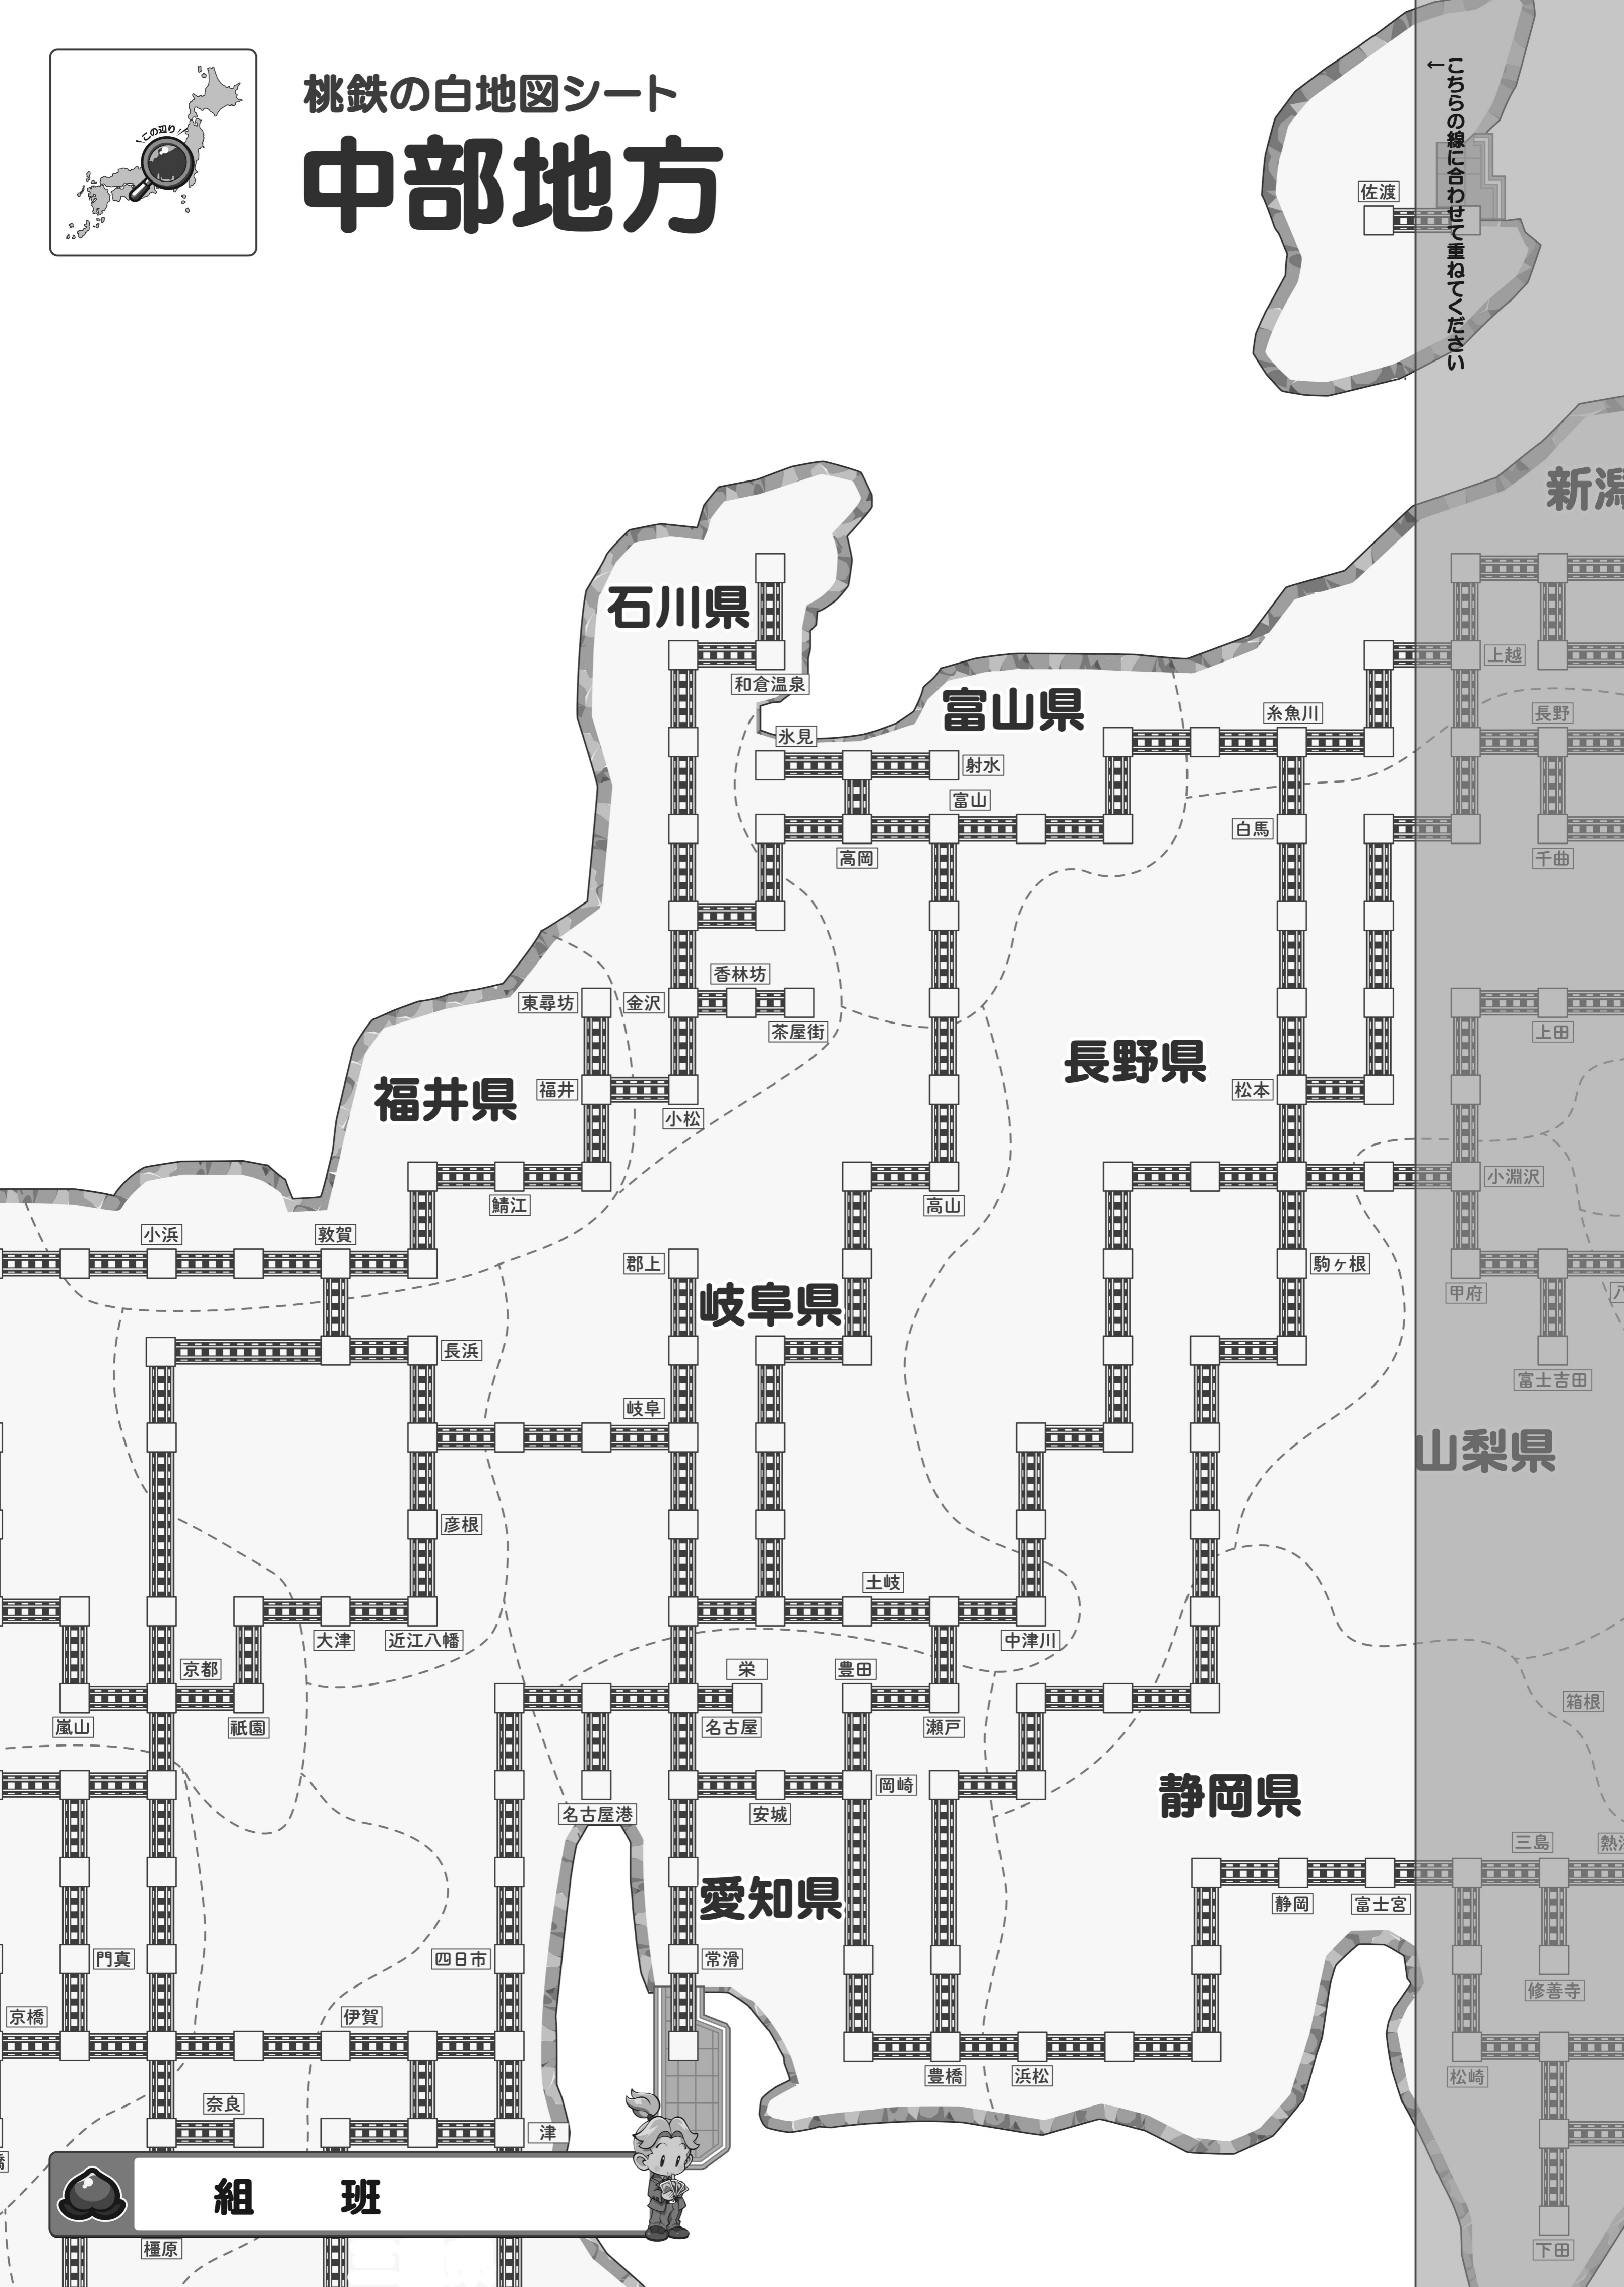 \この辺り/
桃鉄の白地図シート
中部地方
←こちらの線に合わせて重ねてください
佐渡
新潟
石川県
和倉温泉
上越
富山県
糸魚川
長野
氷見
射水
富山
白馬
高岡
千曲
香林坊
東尋坊
金沢
茶屋街
上田
長野県
福井県
福井
松本
小松
小淵沢
鯖江
高山
小浜
敦賀
郡上
駒ヶ根
甲府
岐阜県
長浜
富士吉田
岐阜
山梨県
彦根
土岐
大津
近江八幡
中津川
京都
栄
豊田
箱根
嵐山
祇園
名古屋
瀬戸
岡崎
静岡県
名古屋港
安城
三島
愛知県
静岡
富士宮
門真
四日市
常滑
修善寺
京橋
伊賀
豊橋
浜松
松崎
奈良
津
組 班
橿原
下田